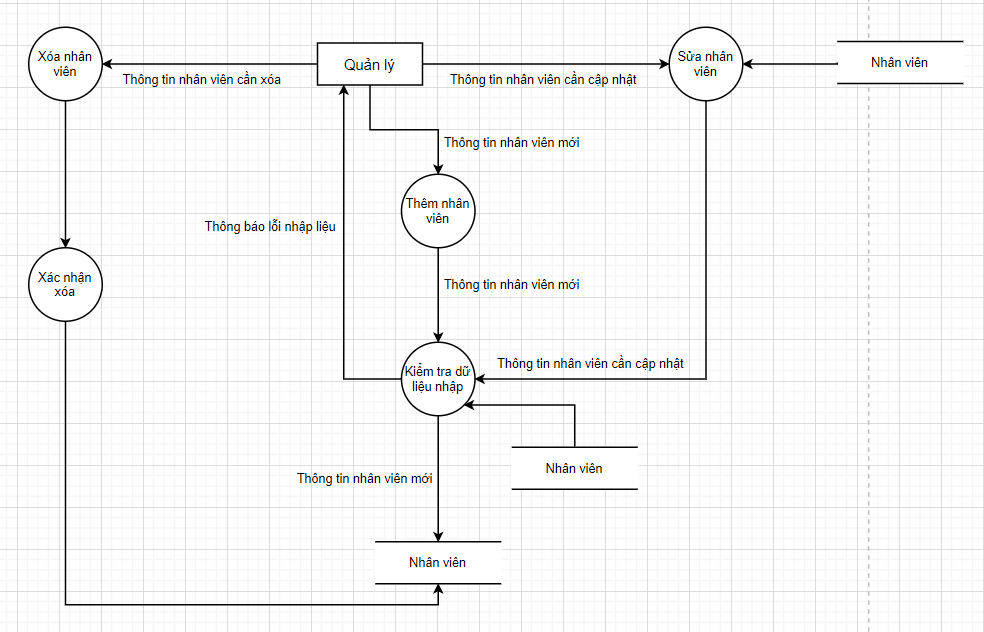 Xóa nhân
viên
Quản lý
Sửa nhân
viên
Nhân viên
Thông tin nhân viên cần xóa
Thông tin nhân viên cần cập nhật
Thông tin nhân viên mới
Thêm nhân
viên
Thông báo lỗi nhập liệu
Xác nhận
xóa
Thông tin nhân viên mới
Thông tin nhân viên cần cập nhật
Kiểm tra dữ
liệu nhập
Nhân viên
Thông tin nhân viên mới
Nhân viên